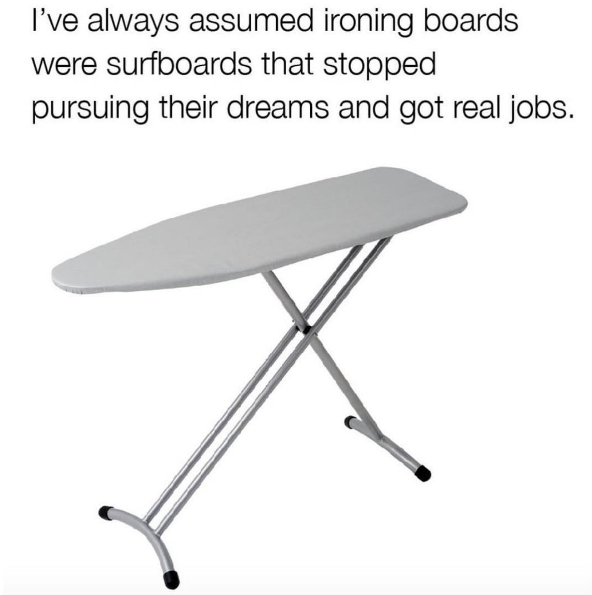 I’ve always assumed ironing boards
were surfboards that stopped
pursuing their dreams and got real jobs.